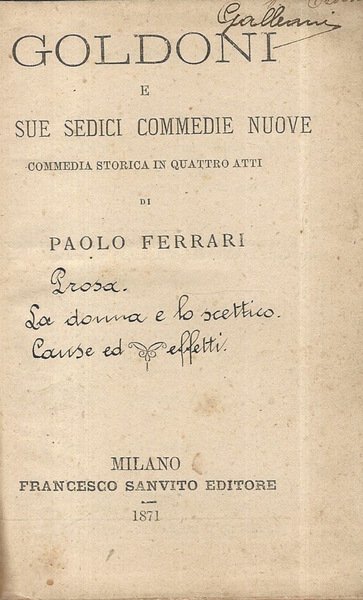 Galleani
GOLDONI
E
SUE SEDICI COMMEDIE NUOVE
COMMEDIA STORICA IN QUATTRO ATTI
DI
PAOLO FERRARI
Prosa.
La donna e lo scettico.
Cause ed effetti.
MILANO
FRANCESCO SANVITO EDITORE
1871